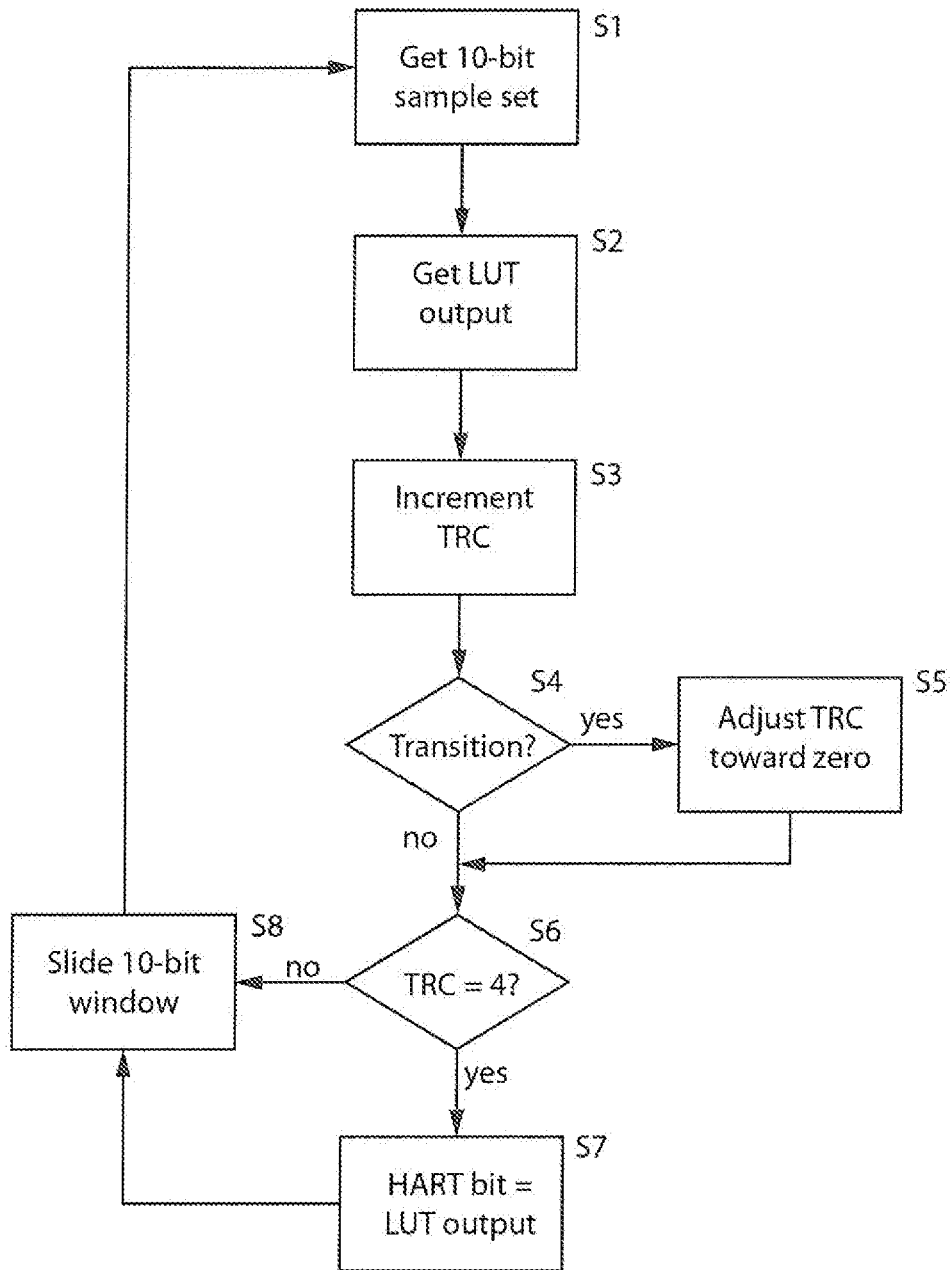 S1
Get 10-bit
sample set
S2
Get LUT
output
S3
Increment
TRC
S4
Transition?
yes
no
S5
Adjust TRC
toward zero
S6
TRC = 4?
no
yes
S8
Slide 10-bit
window
S7
HART bit =
LUT output